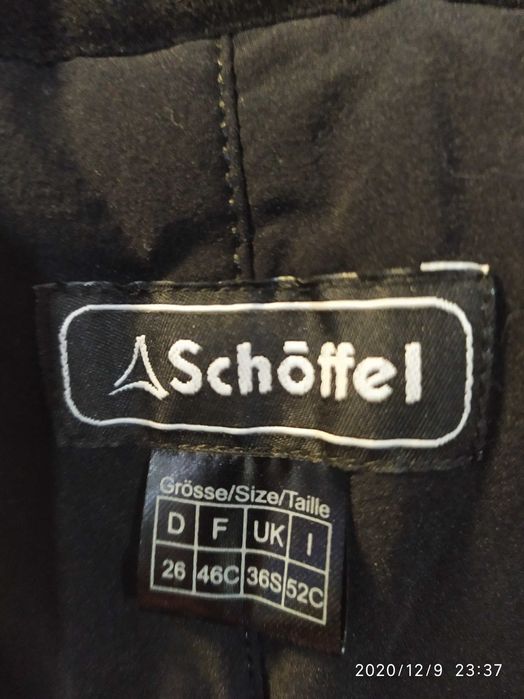 Schöffel
Grösse/Size/Taille
D F UK I
26 46C 36S 52C
2020/12/9 23:37